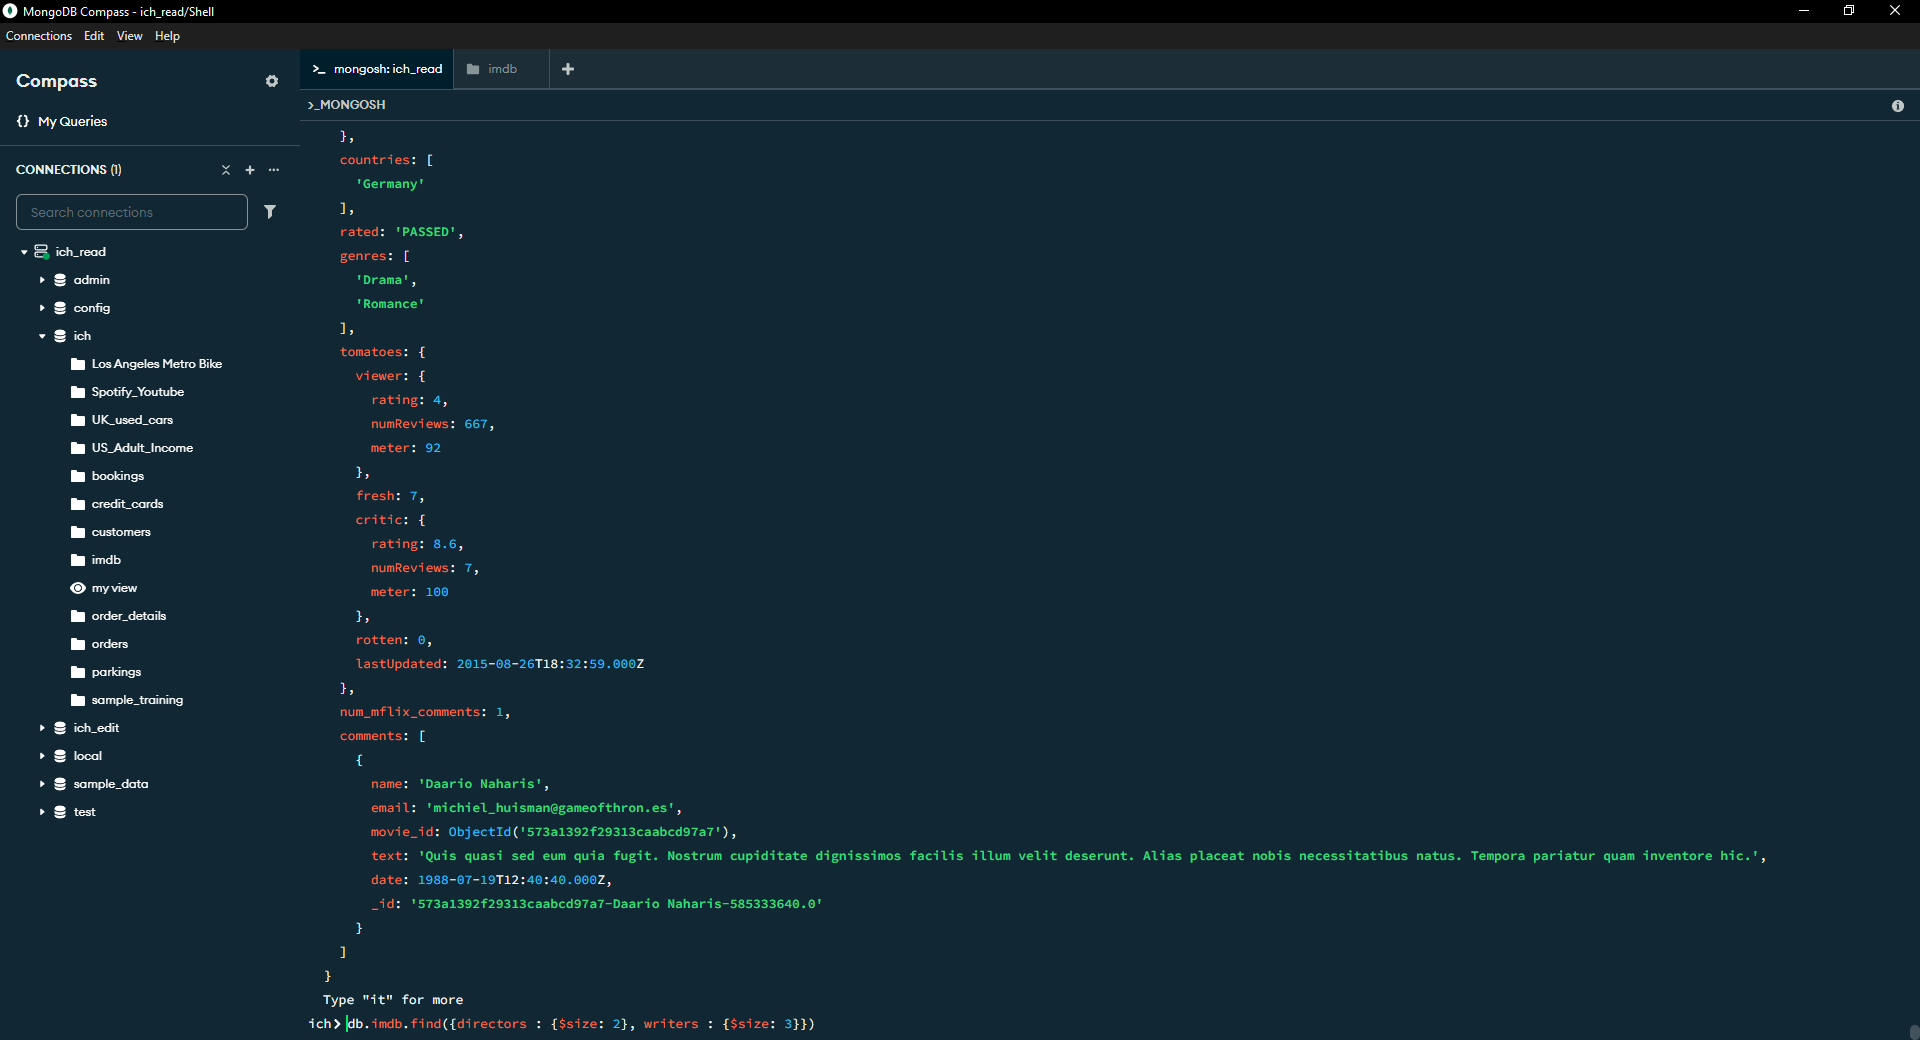 MongoDB Compass - ich_read/Shell
Connections Edit View Help
Compass
{} My Queries
CONNECTIONS (1)
Search connections
ich_read
admin
config
ich
Los Angeles Metro Bike
Spotify_Youtube
UK_used_cars
US_Adult_Income
bookings
credit_cards
customers
imdb
my view
order_details
orders
parkings
sample_training
ich_edit
local
sample_data
test
>_ mongosh: ich_read imdb +
>_MONGOSH
},
countries: [
'Germany'
],
rated: 'PASSED',
genres: [
'Drama',
'Romance'
],
tomatoes: {
viewer: {
rating: 4,
numReviews: 667,
meter: 92
},
fresh: 7,
critic: {
rating: 8.6,
numReviews: 7,
meter: 100
},
rotten: 0,
lastUpdated: 2015-08-26T18:32:59.000Z
},
num_mflix_comments: 1,
comments: [
{
name: 'Daario Naharis',
email: 'michiel_huisman@gameofthron.es',
movie_id: ObjectId('573a1392f29313caabcd97a7'),
text: 'Quis quasi sed eum quia fugit. Nostrum cupiditate dignissimos facilis illum velit deserunt. Alias placeat nobis necessitatibus natus. Tempora pariatur quam inventore hic.',
date: 1988-07-19T12:40:40.000Z,
_id: '573a1392f29313caabcd97a7-Daario Naharis-585333640.0'
}
]
}
Type "it" for more
ich> db.imdb.find({directors : {$size: 2}, writers : {$size: 3}})